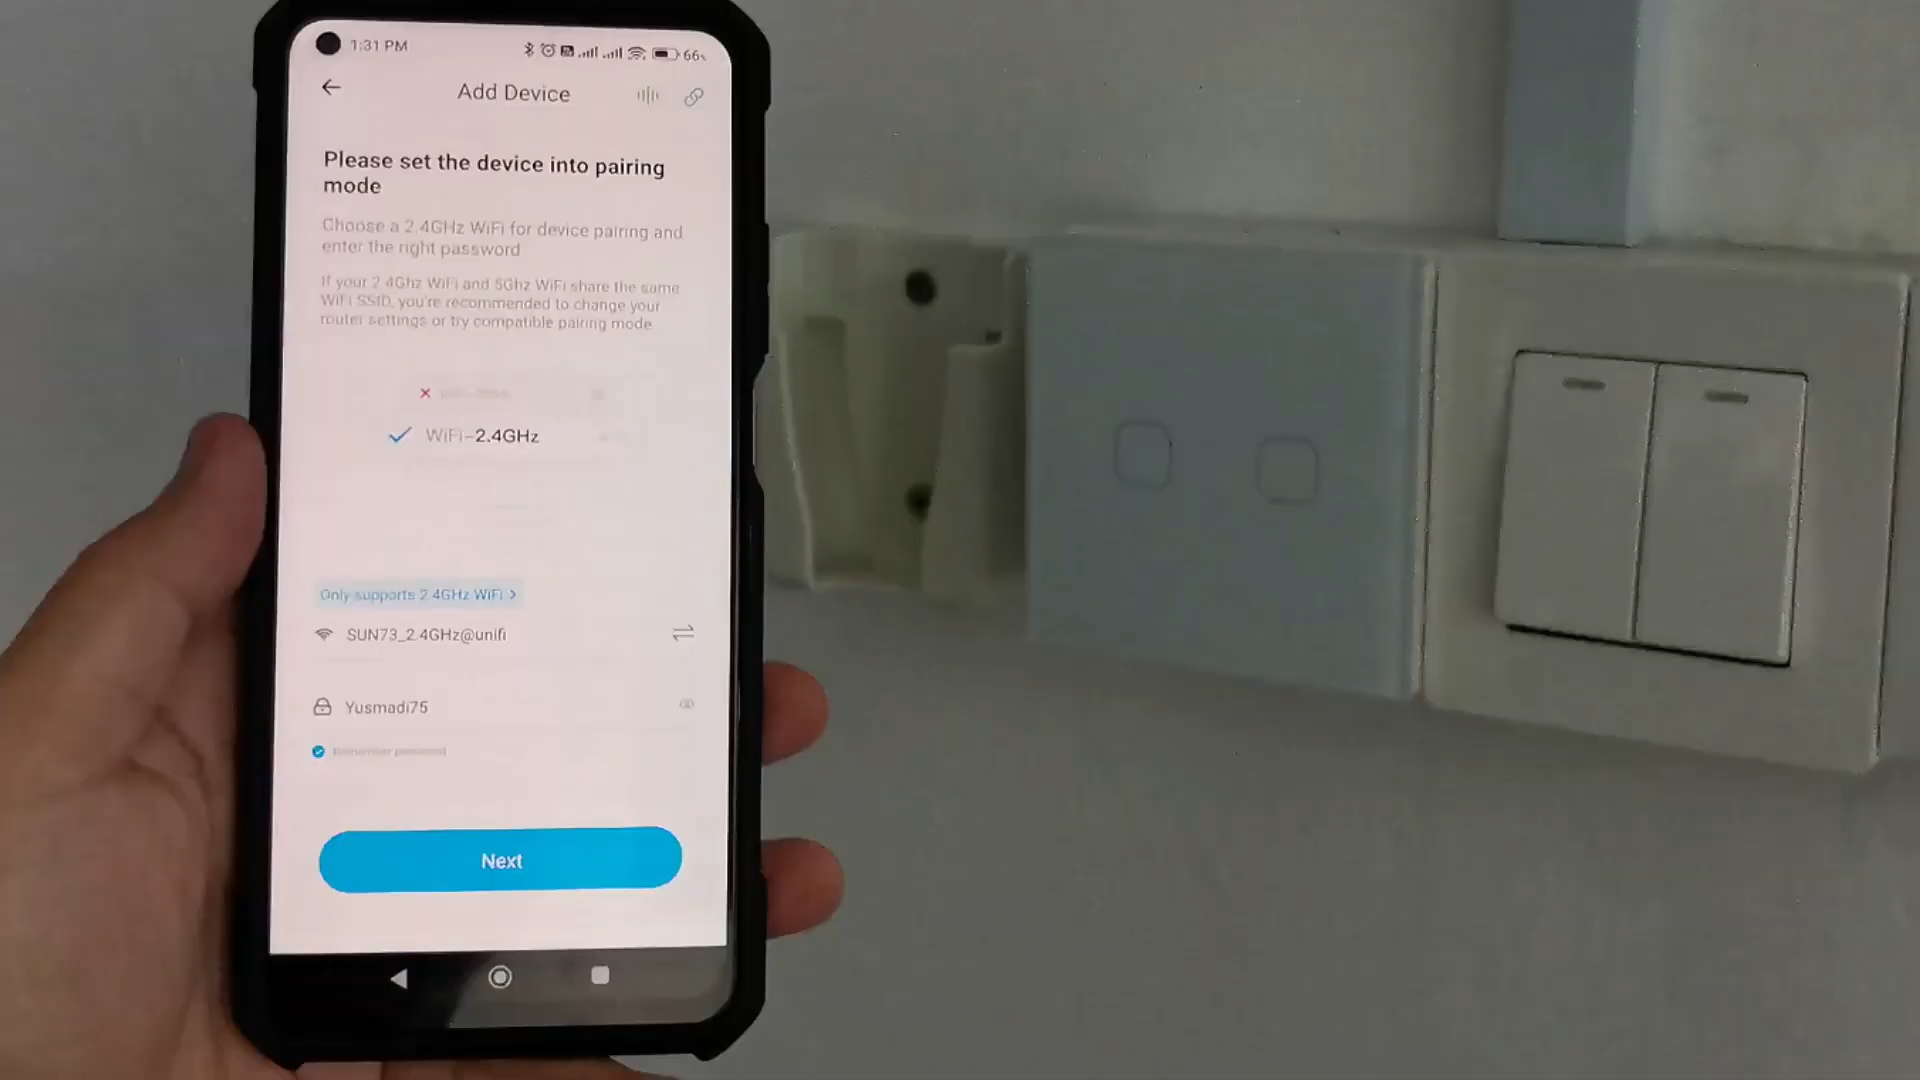 1:31 PM
66%
Add Device
Please set the device into pairing
mode
Choose a 2.4GHz WiFi for device pairing and
enter the right password
If your 2.4Ghz WiFi and 5Ghz WiFi share the same
WiFi SSID, you're recommended to change your
router settings or try compatible pairing mode
WiFi-2.4GHz
Only supports 2.4GHz WiFi >
SUN73_2.4GHz@unifi
Yusmadi75
Remember password
Next